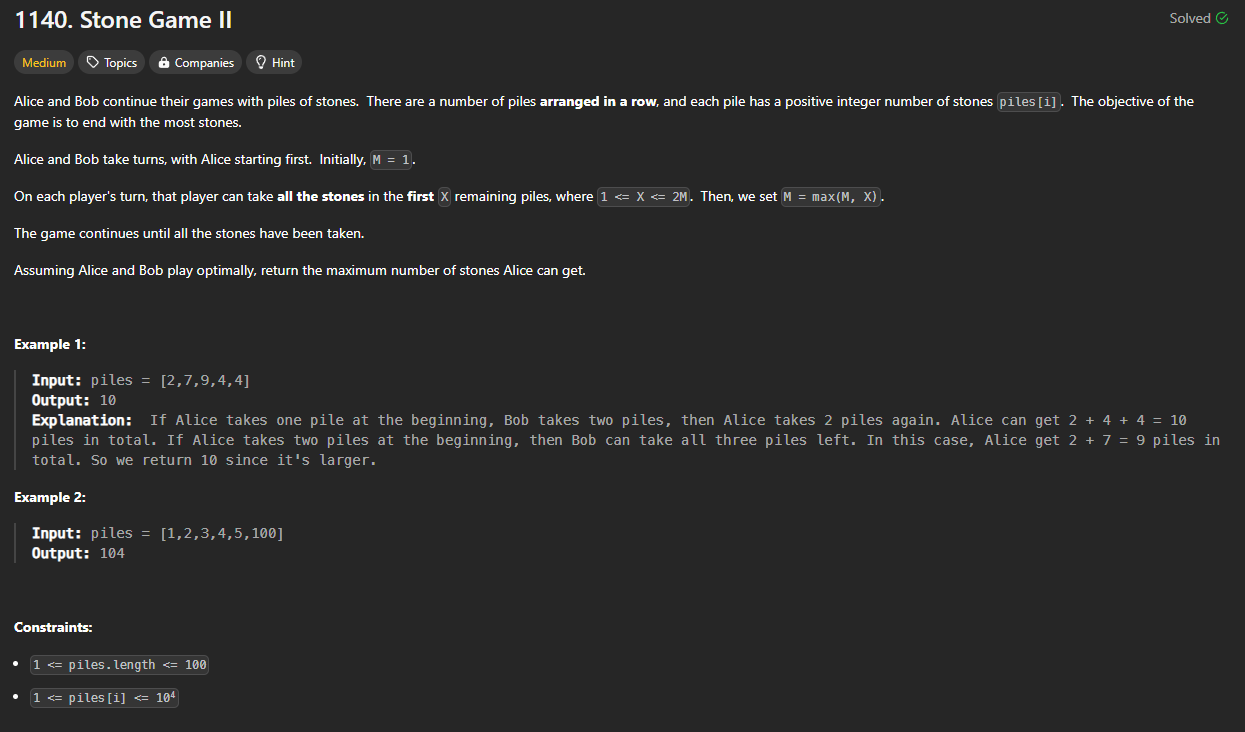 1140. Stone Game II
Solved
Medium Topics Companies Hint
Alice and Bob continue their games with piles of stones. There are a number of piles arranged in a row, and each pile has a positive integer number of stones piles[i]. The objective of the
game is to end with the most stones.
Alice and Bob take turns, with Alice starting first. Initially, M = 1.
On each player's turn, that player can take all the stones in the first X remaining piles, where 1 <= X <= 2M. Then, we set M = max(M, X).
The game continues until all the stones have been taken.
Assuming Alice and Bob play optimally, return the maximum number of stones Alice can get.
Example 1:
Input: piles = [2,7,9,4,4]
Output: 10
Explanation: If Alice takes one pile at the beginning, Bob takes two piles, then Alice takes 2 piles again. Alice can get 2 + 4 + 4 = 10
piles in total. If Alice takes two piles at the beginning, then Bob can take all three piles left. In this case, Alice get 2 + 7 = 9 piles in
total. So we return 10 since it's larger.
Example 2:
Input: piles = [1,2,3,4,5,100]
Output: 104
Constraints:
• 1 <= piles.length <= 100
• 1 <= piles[i] <= 10⁴